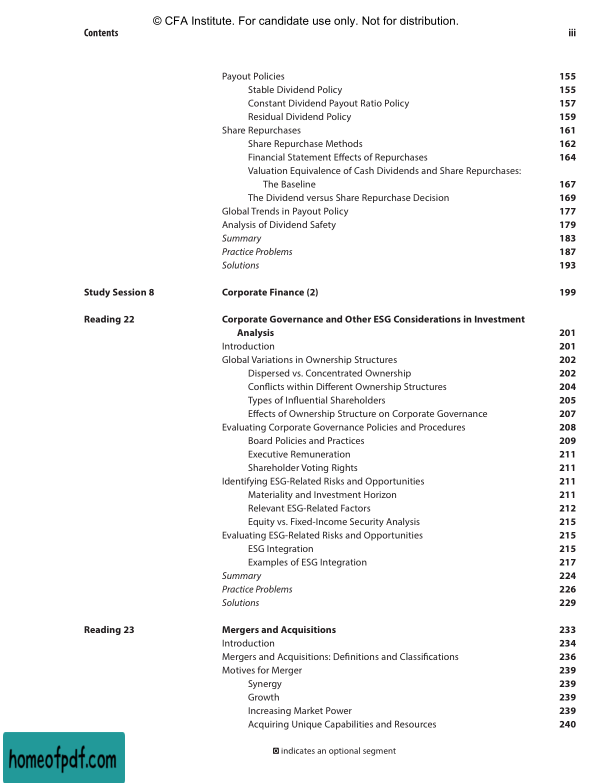 © CFA Institute. For candidate use only. Not for distribution.
Contents iii
Payout Policies 155
Stable Dividend Policy 155
Constant Dividend Payout Ratio Policy 157
Residual Dividend Policy 159
Share Repurchases 161
Share Repurchase Methods 162
Financial Statement Effects of Repurchases 164
Valuation Equivalence of Cash Dividends and Share Repurchases:
The Baseline 167
The Dividend versus Share Repurchase Decision 169
Global Trends in Payout Policy 177
Analysis of Dividend Safety 179
Summary 183
Practice Problems 187
Solutions 193
Study Session 8 Corporate Finance (2) 199
Reading 22 Corporate Governance and Other ESG Considerations in Investment
Analysis 201
Introduction 201
Global Variations in Ownership Structures 202
Dispersed vs. Concentrated Ownership 202
Conflicts within Different Ownership Structures 204
Types of Influential Shareholders 205
Effects of Ownership Structure on Corporate Governance 207
Evaluating Corporate Governance Policies and Procedures 208
Board Policies and Practices 209
Executive Remuneration 211
Shareholder Voting Rights 211
Identifying ESG-Related Risks and Opportunities 211
Materiality and Investment Horizon 211
Relevant ESG-Related Factors 212
Equity vs. Fixed-Income Security Analysis 215
Evaluating ESG-Related Risks and Opportunities 215
ESG Integration 215
Examples of ESG Integration 217
Summary 224
Practice Problems 226
Solutions 229
Reading 23 Mergers and Acquisitions 233
Introduction 234
Mergers and Acquisitions: Definitions and Classifications 236
Motives for Merger 239
Synergy 239
Growth 239
Increasing Market Power 239
Acquiring Unique Capabilities and Resources 240
indicates an optional segment
homeofpdf.com